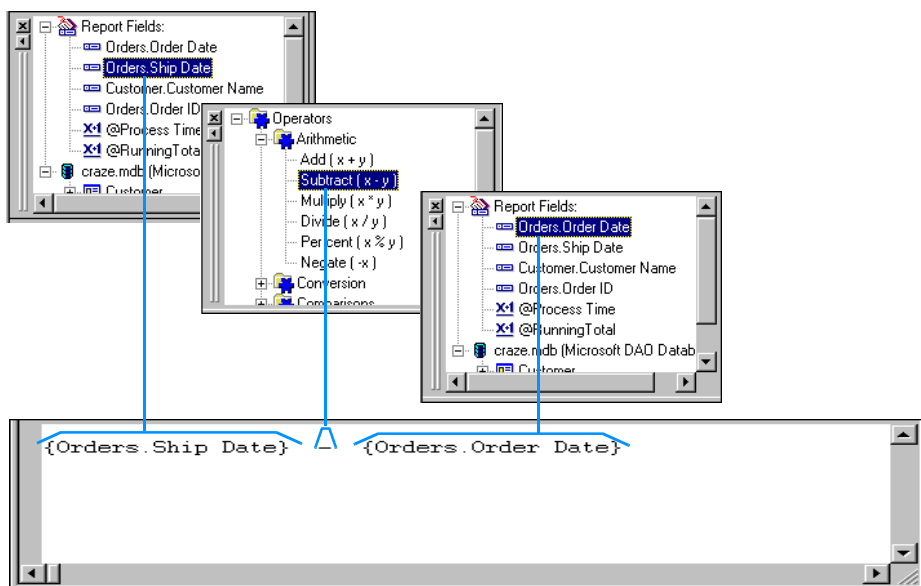 Report Fields:
Orders.Order Date
Orders.Ship Date
Customer.Customer Name
Orders.Order ID
@Process Time
@RunningTota
craze.mdb (Microso
Customer
Operators
Arithmetic
Add ( x + y )
Subtract ( x - y )
Multiply ( x * y )
Divide ( x / y )
Percent ( x % y )
Negate ( -x )
Conversion
Comparisons
Report Fields:
Orders.Order Date
Orders.Ship Date
Customer.Customer Name
Orders.Order ID
@Process Time
@RunningTotal
craze.mdb (Microsoft DAO Datab
Customer
{Orders.Ship Date} - {Orders.Order Date}